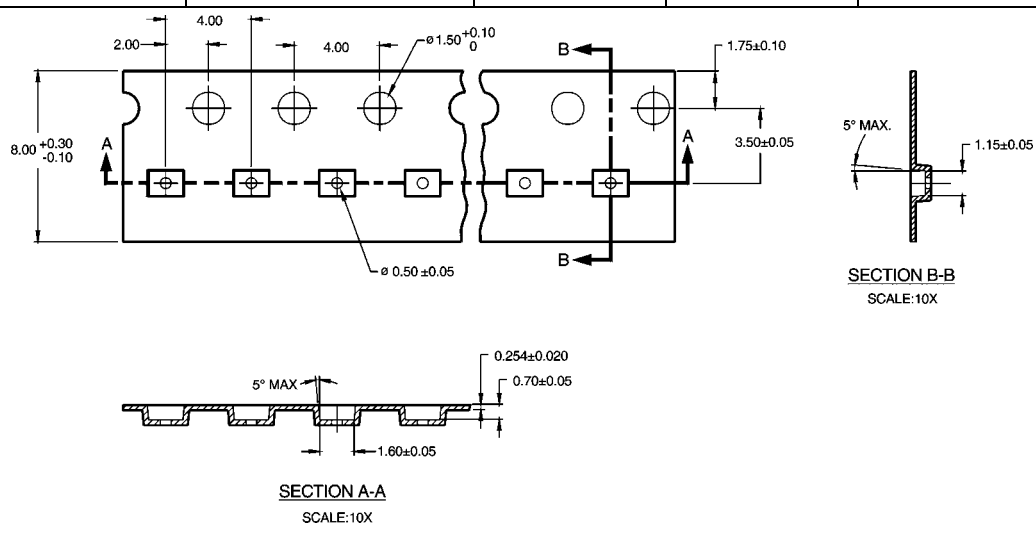 4.00
2.00
4.00
ø1.50 +0.10
0
B
1.75±0.10
8.00 +0.30
-0.10
A
A
3.50±0.05
5° MAX.
1.15±0.05
B
ø 0.50 ±0.05
SECTION B-B
SCALE:10X
0.254±0.020
5° MAX
0.70±0.05
1.60±0.05
SECTION A-A
SCALE:10X